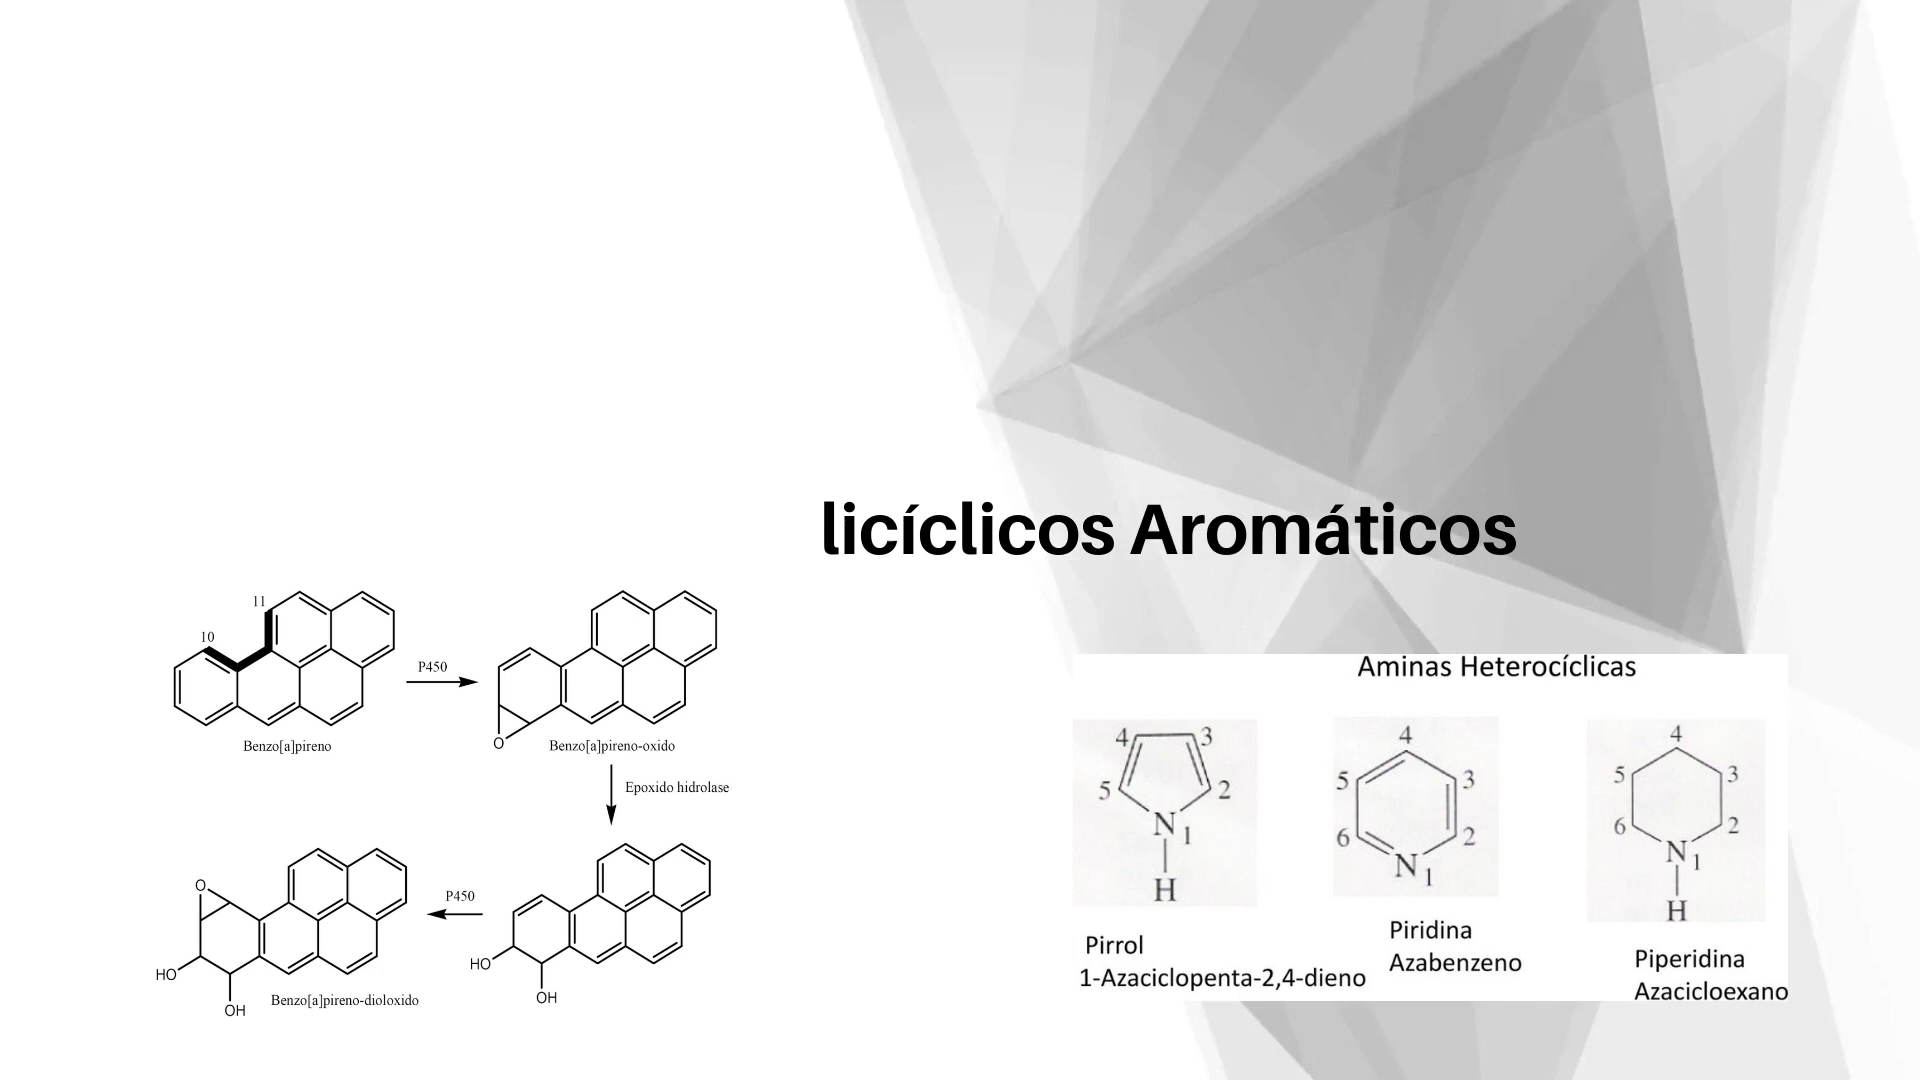 licíclicos Aromáticos
11
10
P450
Benzo[a]pireno
O
Benzo[a]pireno-oxido
Epoxido hidrolase
O
P450
HO
OH
Benzo[a]pireno-dioloxido
HO
OH
Aminas Heterocíclicas
4 3
5 2
N 1
H
Pirrol
1-Azaciclopenta-2,4-dieno
4
5 3
6 2
N 1
Piridina
Azabenzeno
4
5 3
6 2
N 1
H
Piperidina
Azacicloexano